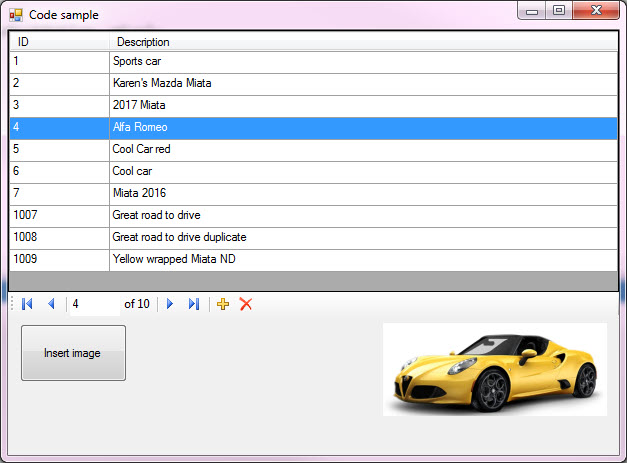 Code sample
ID Description
1 Sports car
2 Karen's Mazda Miata
3 2017 Miata
4 Alfa Romeo
5 Cool Car red
6 Cool car
7 Miata 2016
1007 Great road to drive
1008 Great road to drive duplicate
1009 Yellow wrapped Miata ND
4 of 10
Insert image